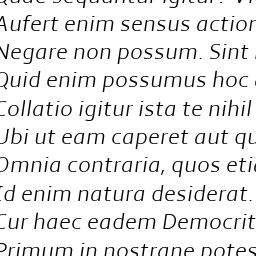 Quae sequuntur igitur? Vi
Aufert enim sensus action
Negare non possum. Sint
Quid enim possumus hoc
Collatio igitur ista te nihil
Ubi ut eam caperet aut qu
Omnia contraria, quos etia
Id enim natura desiderat.
Cur haec eadem Democrit
Primum in nostrane potes